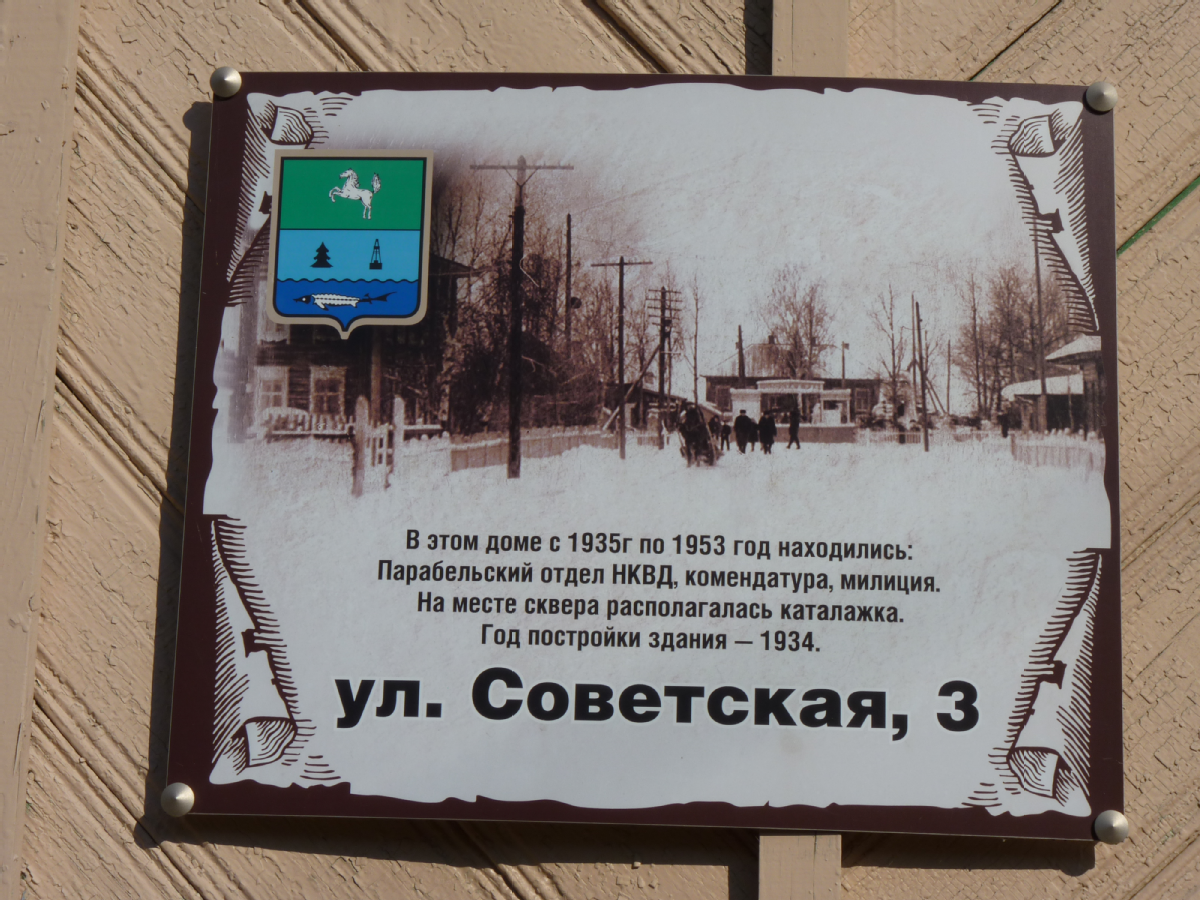 В этом доме с 1935г по 1953 год находились:
Парабельский отдел НКВД, комендатура, милиция.
На месте сквера располагалась каталажка.
Год постройки здания — 1934.
ул. Советская, 3